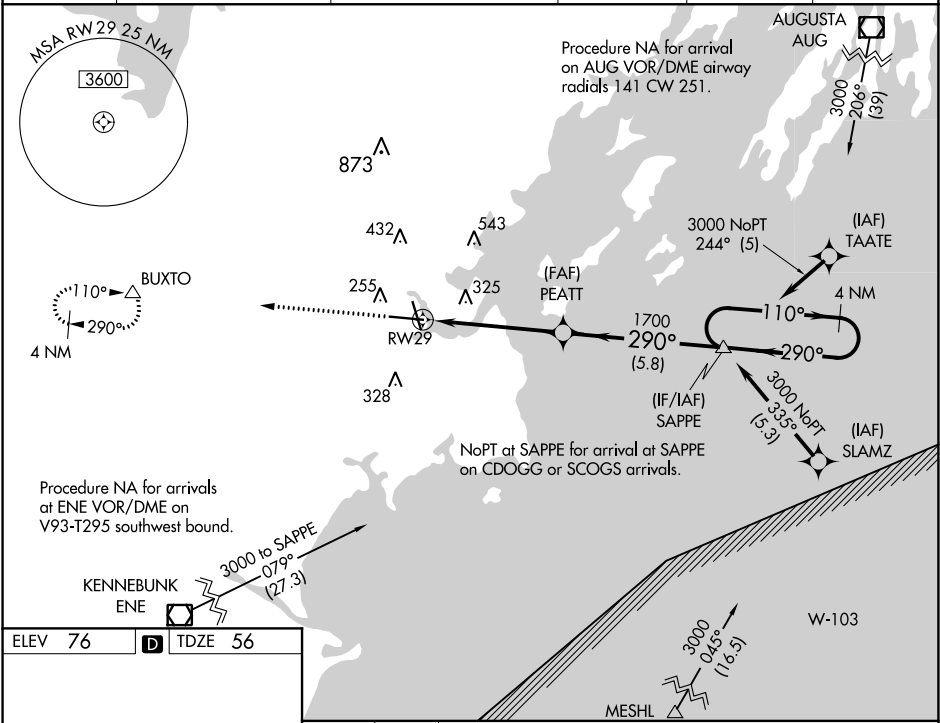 MSA RW 29 25 NM
3600
AUGUSTA
AUG
Procedure NA for arrival
on AUG VOR/DME airway
radials 141 CW 251.
3000
206°
(39)
873
432
543
255
325
328
3000 NoPT
244° (5)
(IAF)
TAATE
110°
BUXTO
290°
4 NM
(FAF)
PEATT
4 NM
110°
290°
RW29
1700
290°
(5.8)
(IF/IAF)
SAPPE
3000 NoPT
335°
(5.3)
(IAF)
SLAMZ
NoPT at SAPPE for arrival at SAPPE
on CDOGG or SCOGS arrivals.
Procedure NA for arrivals
at ENE VOR/DME on
V93-T295 southwest bound.
3000 to SAPPE
079°
(27.3)
KENNEBUNK
ENE
W-103
3000
045°
(16.5)
MESHL
ELEV 76
D
TDZE 56